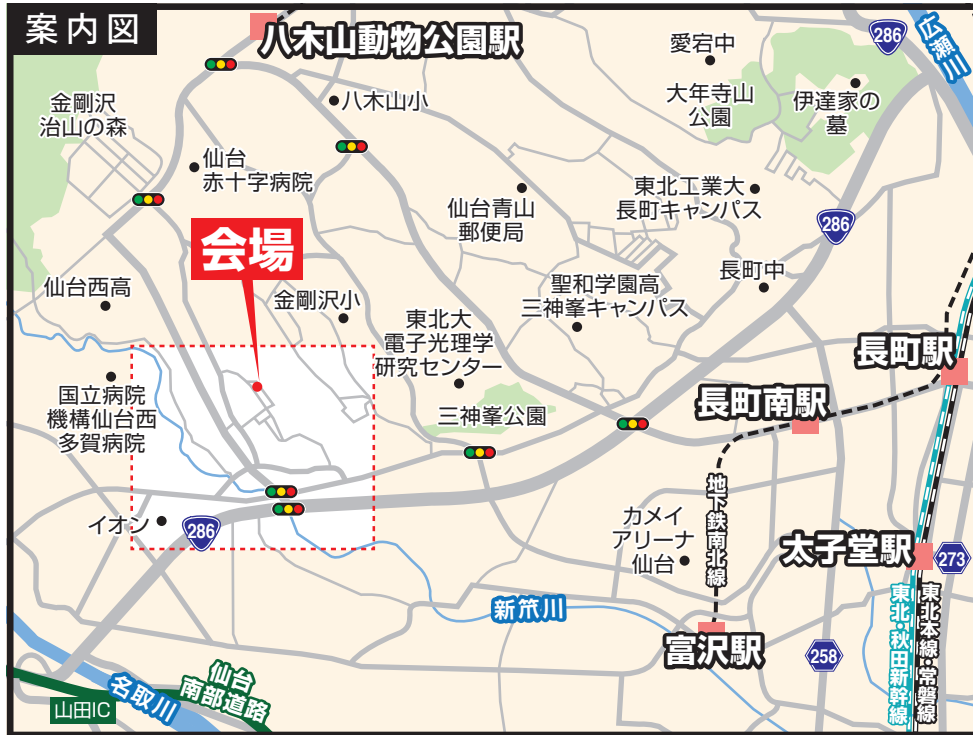 案内図
八木山動物公園駅
286
広瀬川
愛宕中
大年寺山
公園
伊達家の
墓
金剛沢
治山の森
八木山小
仙台
赤十字病院
仙台青山
郵便局
東北工業大
長町キャンパス
286
会場
仙台西高
金剛沢小
聖和学園高
三神峯キャンパス
長町中
東北大
電子光理学
研究センター
長町駅
国立病院
機構仙台西
多賀病院
三神峯公園
長町南駅
地下鉄南北線
イオン
286
カメイ
アリーナ
仙台
太子堂駅
273
新笊川
富沢駅
258
東北・秋田新幹線
東北本線・常磐線
仙台
南部道路
名取川
山田IC